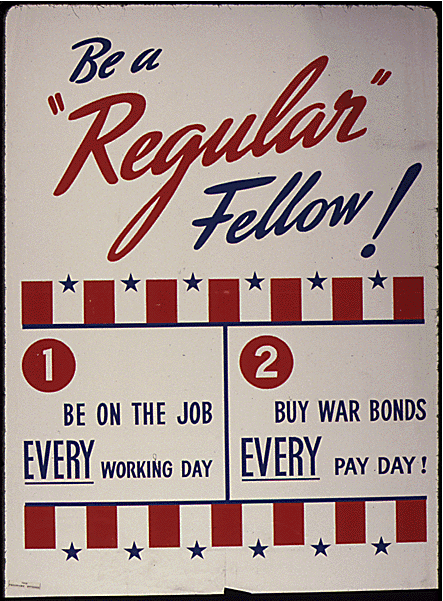 Be a
"Regular"
Fellow!
1
BE ON THE JOB
EVERY WORKING DAY
2
BUY WAR BONDS
EVERY PAY DAY!